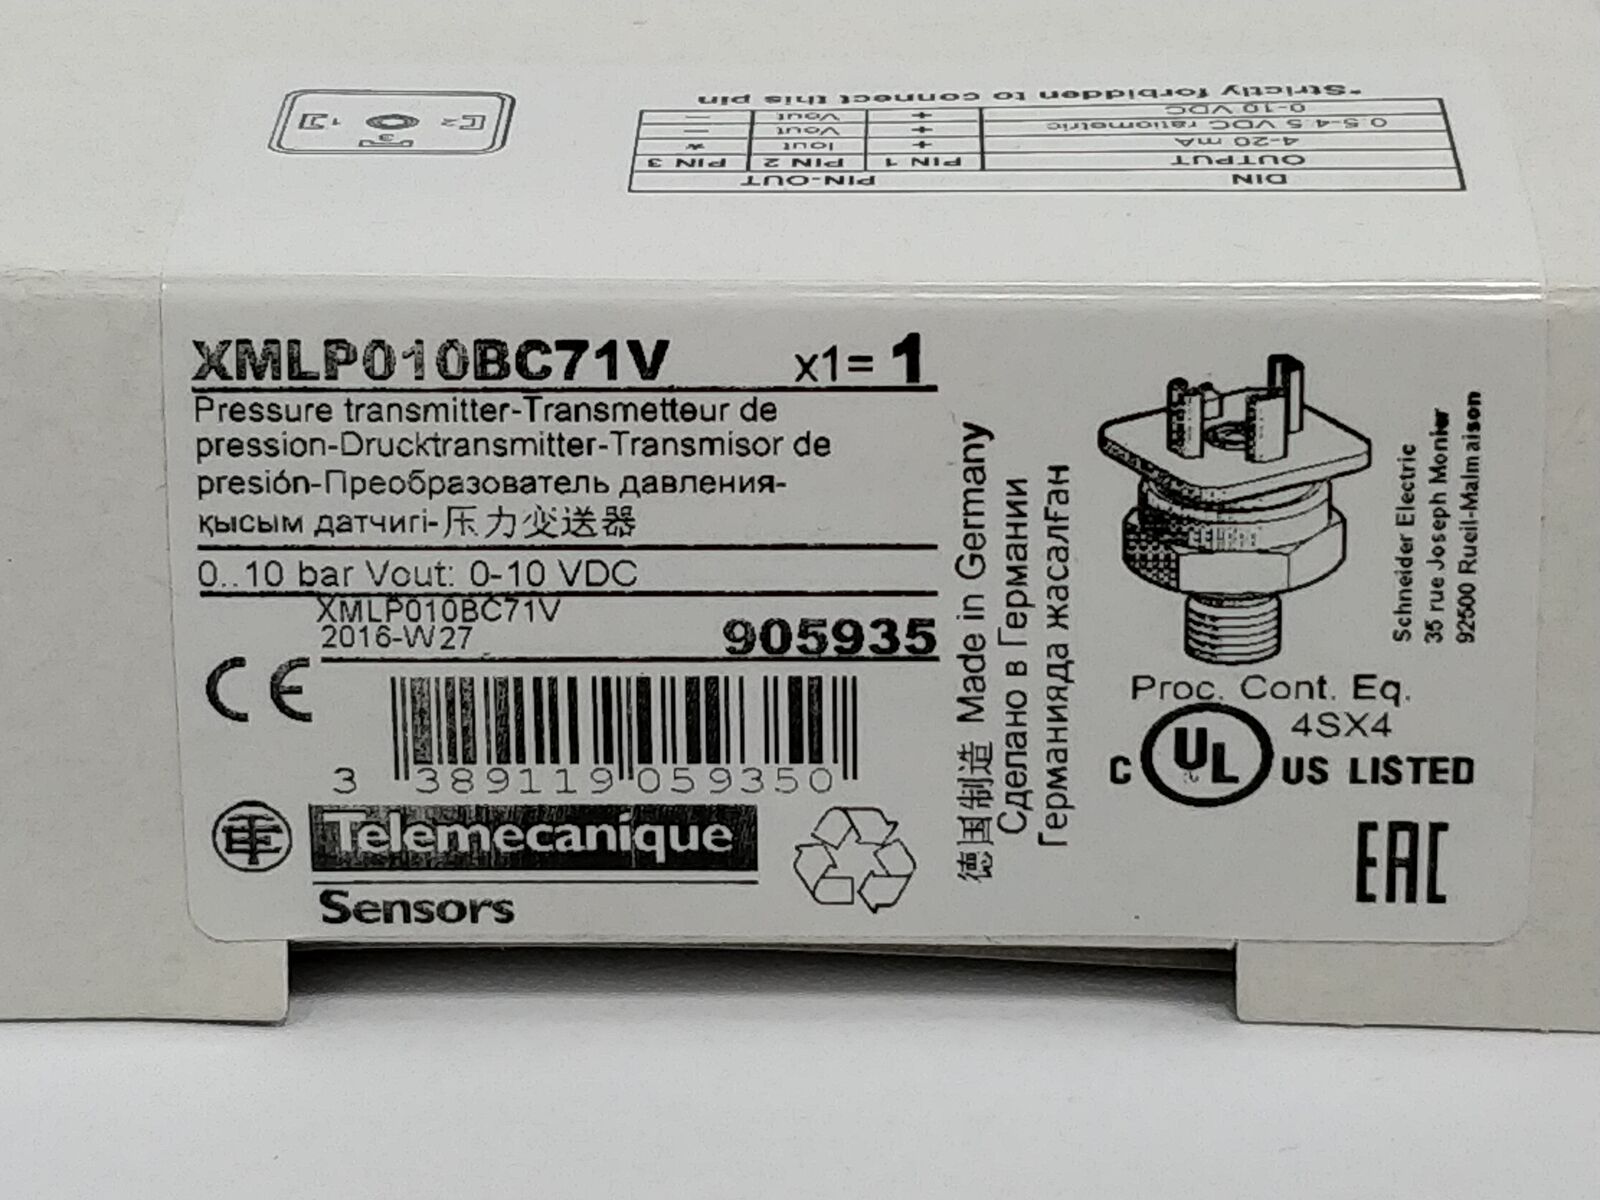 *Strictly forbidden to connect this pin
DIN PIN-OUT
OUTPUT PIN 1 PIN 2 PIN 3
4-20 mA + Iout *
0.5-4.5 VDC ratiometric + Vout —
0-10 VDC + Vout —
1 2 3
XMLP010BC71V x1= 1
Pressure transmitter-Transmetteur de
pression-Drucktransmitter-Transmisor de
presión-Преобразователь давления-
қысым датчигі-压力变送器
0..10 bar Vout: 0-10 VDC
XMLP010BC71V
2016-W27
905935
CE
3 389119 059350
Telemecanique
Sensors
德国制造 Made in Germany
Сделано в Германии
Германияда жасалҒан
Schneider Electric
35 rue Joseph Monier
92500 Rueil-Malmaison
Proc. Cont. Eq.
4SX4
C UL US LISTED
EAC